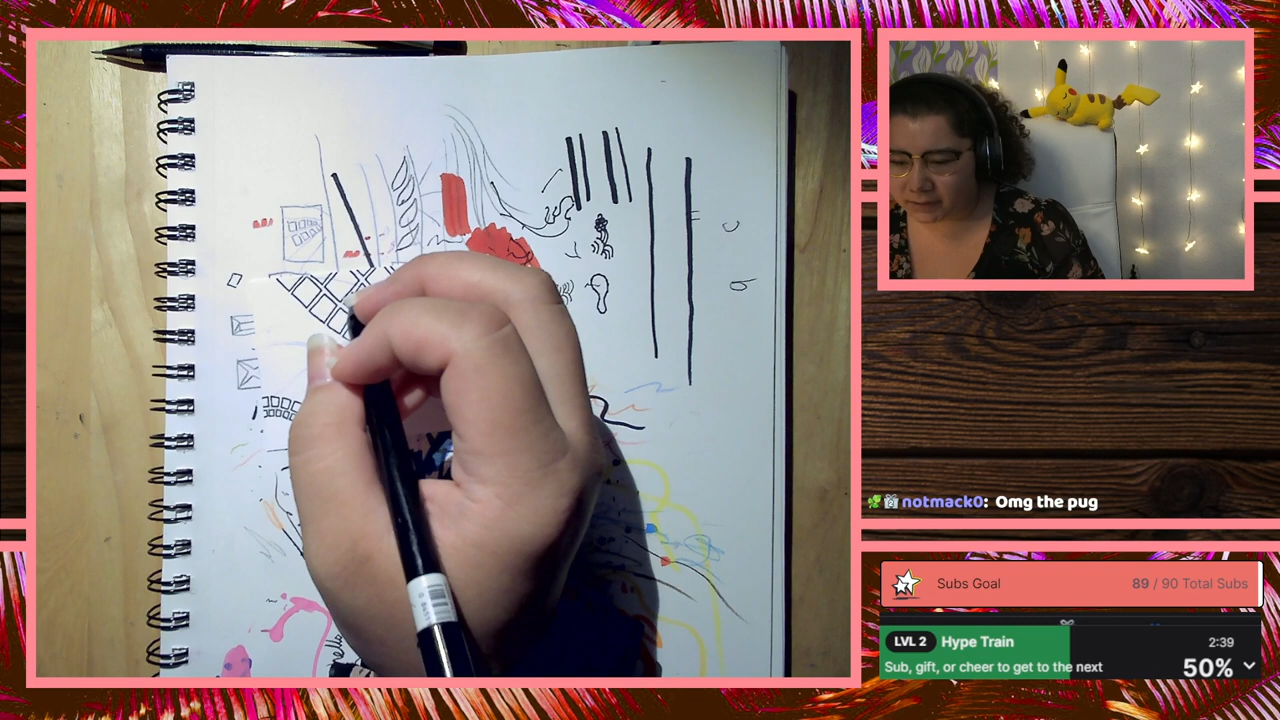 notmack0: Omg the pug
Subs Goal 89 / 90 Total Subs
LVL 2 Hype Train 2:39
Sub, gift, or cheer to get to the next 50%